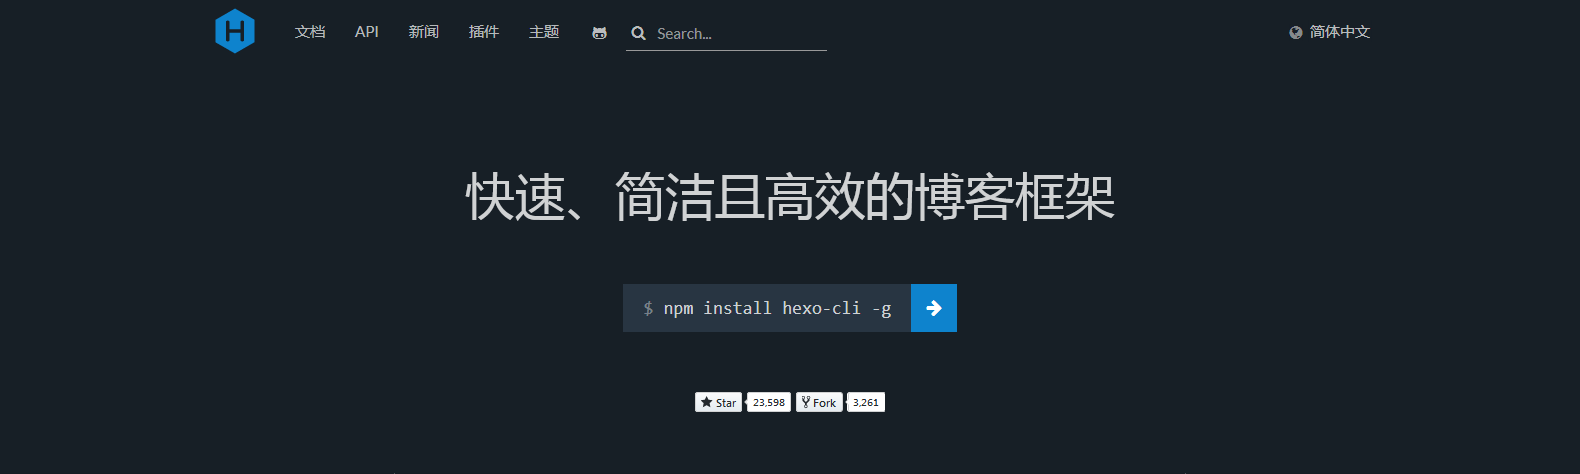 H 文档 API 新闻 插件 主题 Search... 简体中文
快速、简洁且高效的博客框架
$ npm install hexo-cli -g
Star 23,598 Fork 3,261